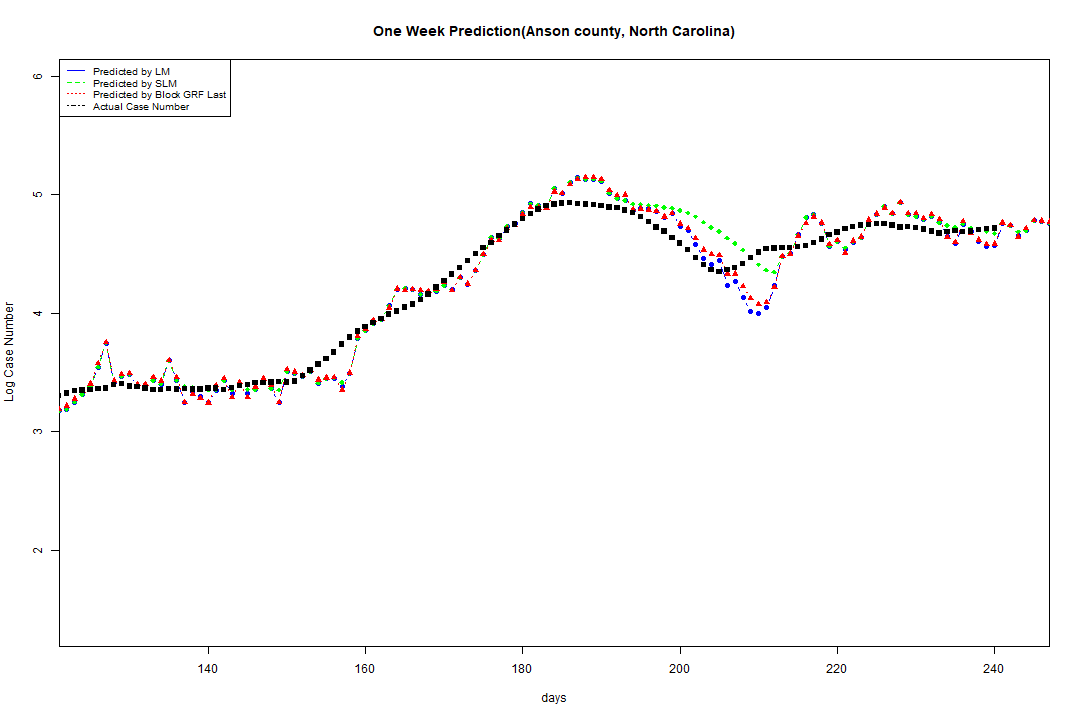 One Week Prediction(Anson county, North Carolina)
Predicted by LM
Predicted by SLM
Predicted by Block GRF Last
Actual Case Number
6
5
4
3
2
Log Case Number
140 160 180 200 220 240
days